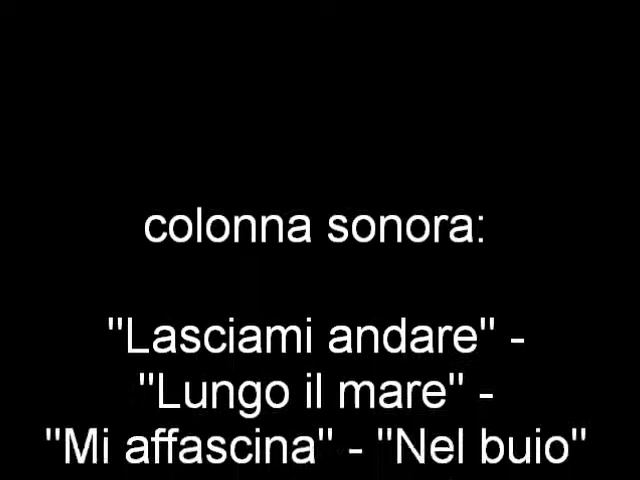 colonna sonora:
"Lasciami andare" -
"Lungo il mare" -
"Mi affascina" - "Nel buio"